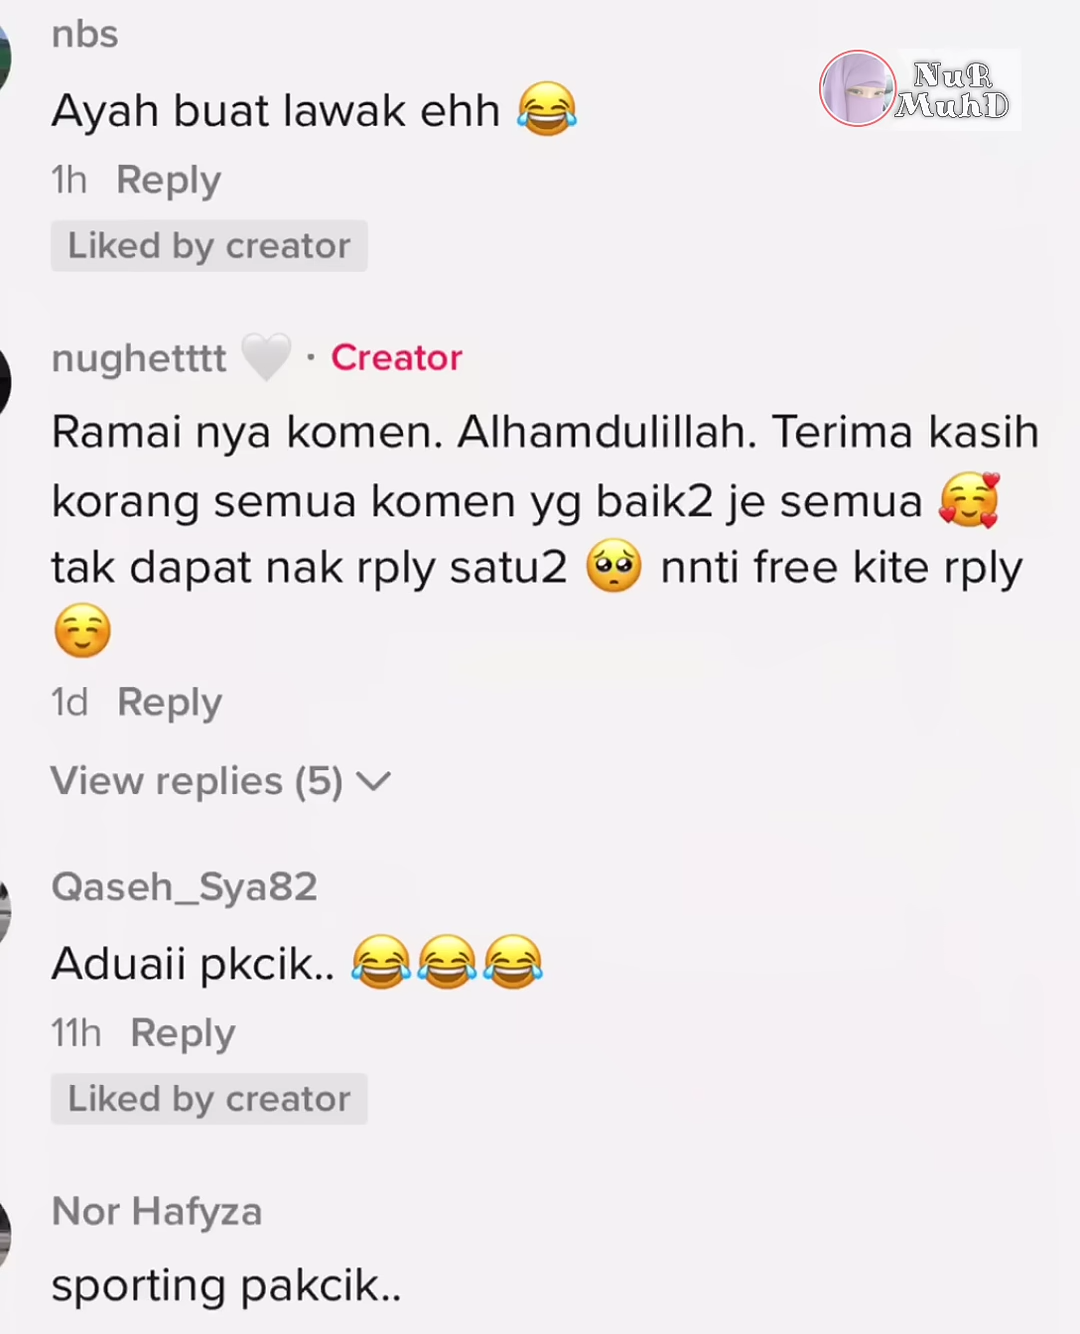 nbs
NuR
MuhD
Ayah buat lawak ehh 😂
1h Reply
Liked by creator
nughetttt 🤍 · Creator
Ramai nya komen. Alhamdulillah. Terima kasih
korang semua komen yg baik2 je semua 🥰
tak dapat nak rply satu2 🥺 nnti free kite rply
☺️
1d Reply
View replies (5)
Qaseh_Sya82
Aduaii pkcik.. 😂😂😂
11h Reply
Liked by creator
Nor Hafyza
sporting pakcik..